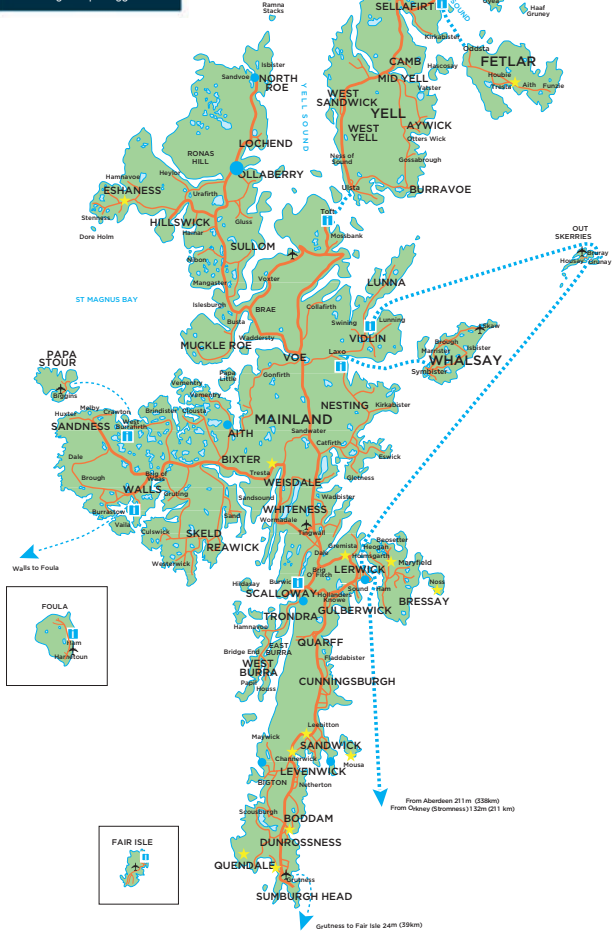 Ramna
Stacks
SELLAFIRT
SOUND
Haaf
Gruney
Kirkabister
Oddsta
FETLAR
Isbister
Sandvoe
NORTH
ROE
CAMB
Hascosay
MID YELL
Houbie
Tresta
Aith
Funzie
Vatster
WEST
SANDWICK
YELL
YELL SOUND
AYWICK
WEST
YELL
Otters Wick
LOCHEND
RONAS
HILL
Ness of
Sound
Gossabrough
Heylor
OLLABERRY
Hamnavoe
ESHANESS
Urafirth
Ulsta
BURRAVOE
Stenness
HILLSWICK
Gluss
Toft
Dore Holm
Hamar
Mossbank
OUT
SKERRIES
SULLOM
Bruray
Housay
Grunay
Nibon
Mangaster
Voxter
LUNNA
ST MAGNUS BAY
Islesburgh
BRAE
Collafirth
Busta
Swining
Lunning
Skaw
Waddersty
VIDLIN
Brough
Isbister
MUCKLE ROE
VOE
Laxo
Marrister
WHALSAY
PAPA
STOUR
Papa
Little
Gonfirth
Symbister
Biggins
Vementry
Vementry
NESTING
Kirkabister
Huxter
Melby
Crawton
Brindister
Clousta
MAINLAND
SANDNESS
West
Burrafirth
AITH
Sandwater
Catfirth
Dale
BIXTER
Eswick
Brough
Brig of
Waas
Tresta
WEISDALE
Gletness
WALLS
Gruting
Sandsound
Wadbister
Burrastow
Vaila
Sand
WHITENESS
Wormadale
Culswick
SKELD
Tingwall
REAWICK
Gremista
Beosetter
Heogan
Walls to Foula
Westerwick
Dale
Hornsgarth
Maryfield
Brig
O' Fitch
LERWICK
Hildasay
Burwick
Sound
Ham
Noss
SCALLOWAY
Hollanders
Knowe
BRESSAY
FOULA
TRONDRA
GULBERWICK
Hamnavoe
Ham
Harrietoun
QUARFF
EAST
BURRA
Bridge End
WEST
BURRA
Fladdabister
Papil
Houss
CUNNINGSBURGH
Leebitton
Maywick
SANDWICK
Channerwick
Mousa
LEVENWICK
BIGTON
Netherton
From Aberdeen 211m (338km)
From Orkney (Stromness) 132m (211 km)
Scousburgh
BODDAM
FAIR ISLE
DUNROSSNESS
QUENDALE
Grutness
SUMBURGH HEAD
Grutness to Fair Isle 24m (39km)